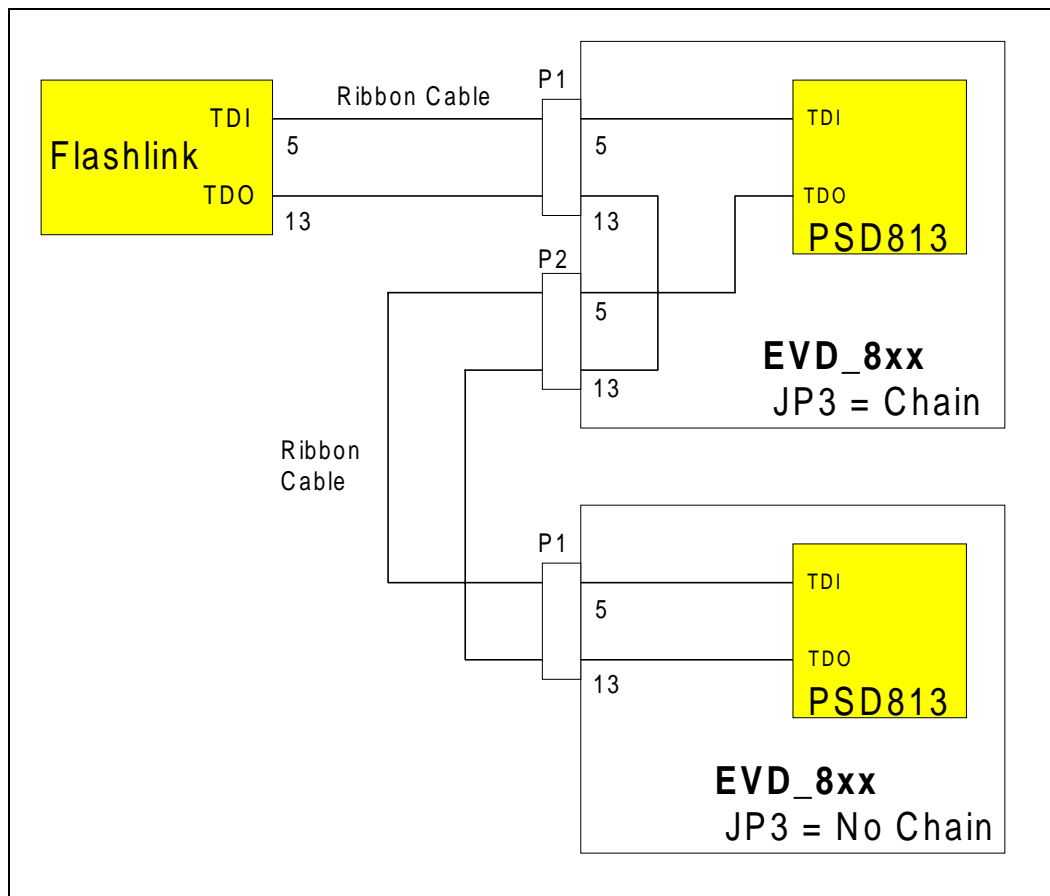 Ribbon Cable
P1
TDI
5
Flashlink
TDO
13
5
13
TDI
TDO
PSD813
P2
5
13
EVD_8xx
JP3 = Chain
Ribbon
Cable
P1
5
13
TDI
TDO
PSD813
EVD_8xx
JP3 = No Chain